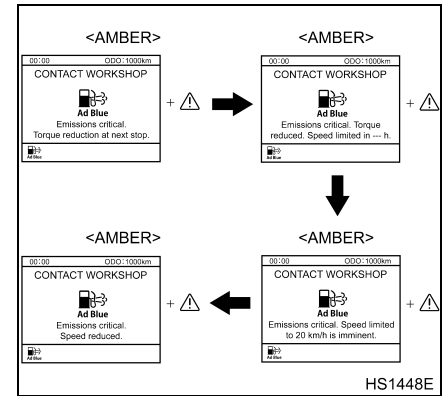 <AMBER>
00:00 ODO:1000km
CONTACT WORKSHOP
Ad Blue
Emissions critical.
Torque reduction at next stop.
Ad Blue
+
<AMBER>
00:00 ODO:1000km
CONTACT WORKSHOP
Ad Blue
Emissions critical. Torque
reduced. Speed limited in --- h.
Ad Blue
+
<AMBER>
00:00 ODO:1000km
CONTACT WORKSHOP
Ad Blue
Emissions critical. Speed limited
to 20 km/h is imminent.
Ad Blue
+
<AMBER>
00:00 ODO:1000km
CONTACT WORKSHOP
Ad Blue
Emissions critical.
Speed reduced.
Ad Blue
+
HS1448E